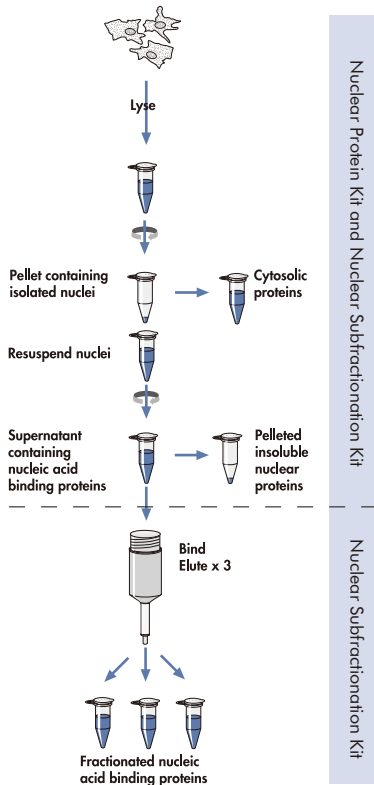 Lyse
Pellet containing
isolated nuclei
Cytosolic
proteins
Resuspend nuclei
Supernatant
containing
nucleic acid
binding proteins
Pelleted
insoluble
nuclear
proteins
Nuclear Protein Kit and Nuclear Subfractionation Kit
Bind
Elute x 3
Fractionated nucleic
acid binding proteins
Nuclear Subfractionation Kit